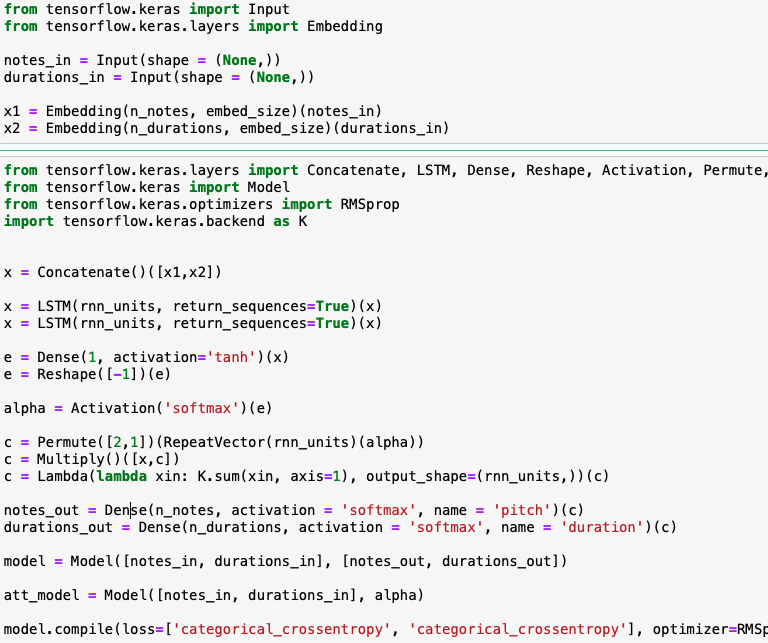 from tensorflow.keras import Input
from tensorflow.keras.layers import Embedding
notes_in = Input(shape = (None,))
durations_in = Input(shape = (None,))
x1 = Embedding(n_notes, embed_size)(notes_in)
x2 = Embedding(n_durations, embed_size)(durations_in)
from tensorflow.keras.layers import Concatenate, LSTM, Dense, Reshape, Activation, Permute,
from tensorflow.keras import Model
from tensorflow.keras.optimizers import RMSprop
import tensorflow.keras.backend as K
x = Concatenate()([x1,x2])
x = LSTM(rnn_units, return_sequences=True)(x)
x = LSTM(rnn_units, return_sequences=True)(x)
e = Dense(1, activation='tanh')(x)
e = Reshape([-1])(e)
alpha = Activation('softmax')(e)
c = Permute([2,1])(RepeatVector(rnn_units)(alpha))
c = Multiply()([x,c])
c = Lambda(lambda xin: K.sum(xin, axis=1), output_shape=(rnn_units,))(c)
notes_out = Dense(n_notes, activation = 'softmax', name = 'pitch')(c)
durations_out = Dense(n_durations, activation = 'softmax', name = 'duration')(c)
model = Model([notes_in, durations_in], [notes_out, durations_out])
att_model = Model([notes_in, durations_in], alpha)
model.compile(loss=['categorical_crossentropy', 'categorical_crossentropy'], optimizer=RMSp